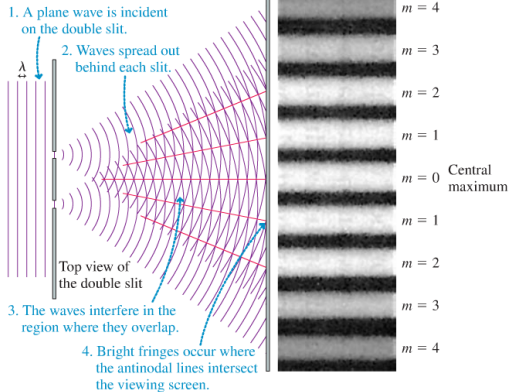 1. A plane wave is incident
on the double slit.
2. Waves spread out
behind each slit.
λ
Top view of
the double slit
3. The waves interfere in the
region where they overlap.
4. Bright fringes occur where
the antinodal lines intersect
the viewing screen.
m = 4
m = 3
m = 2
m = 1
m = 0 Central
maximum
m = 1
m = 2
m = 3
m = 4